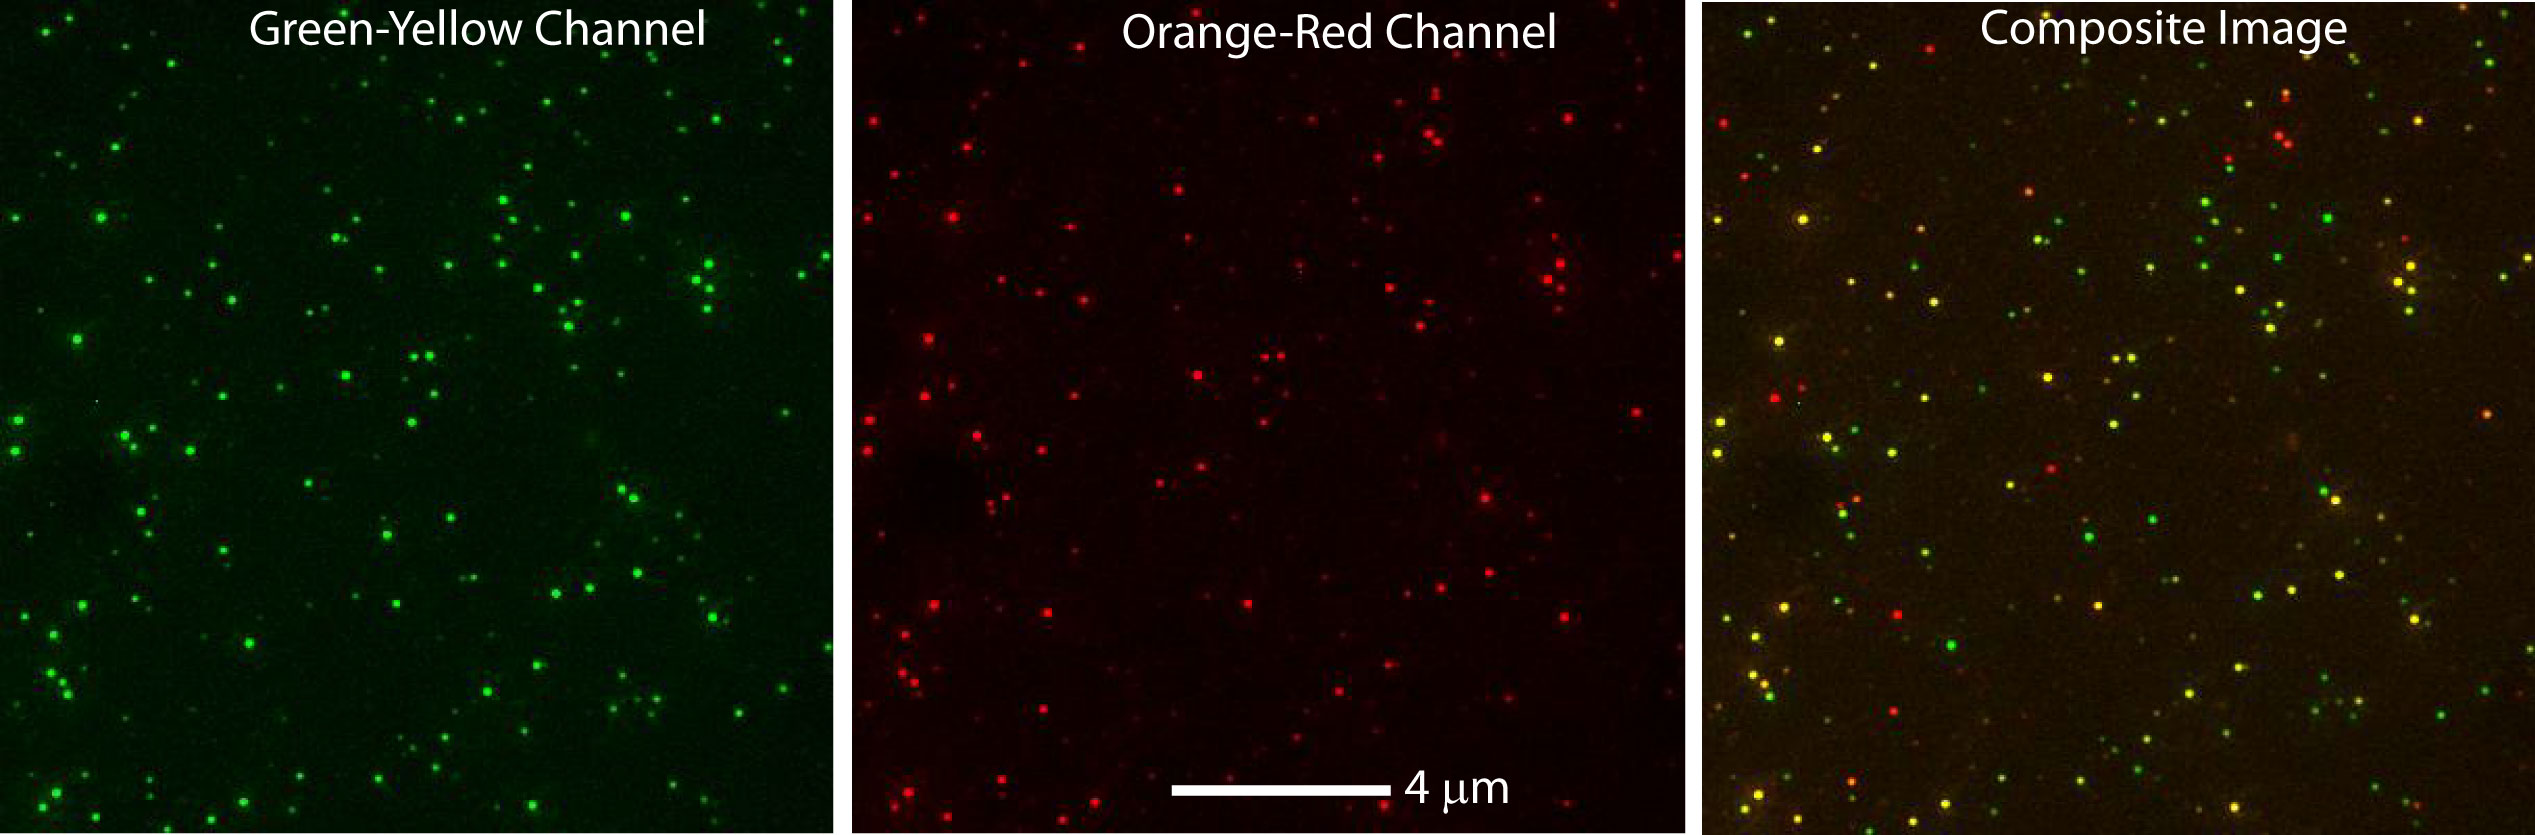 Green-Yellow Channel
Orange-Red Channel
Composite Image
4 μm